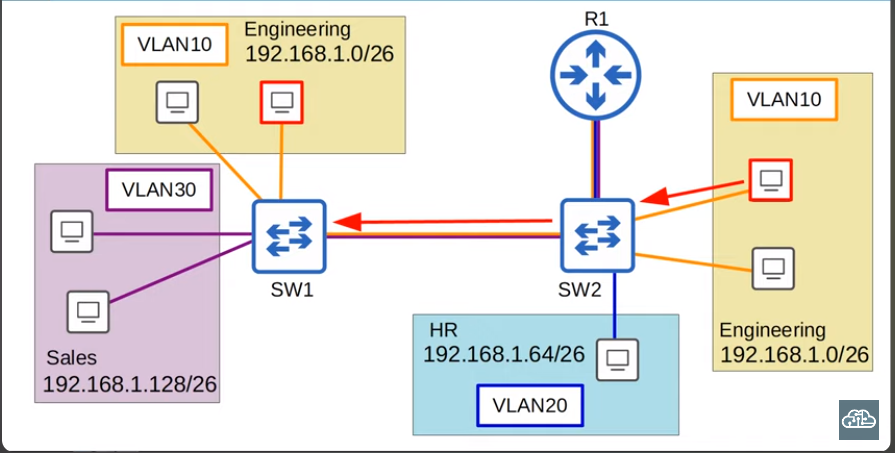 R1
VLAN10
Engineering
192.168.1.0/26
VLAN10
VLAN30
SW1
SW2
Sales
192.168.1.128/26
HR
192.168.1.64/26
VLAN20
Engineering
192.168.1.0/26